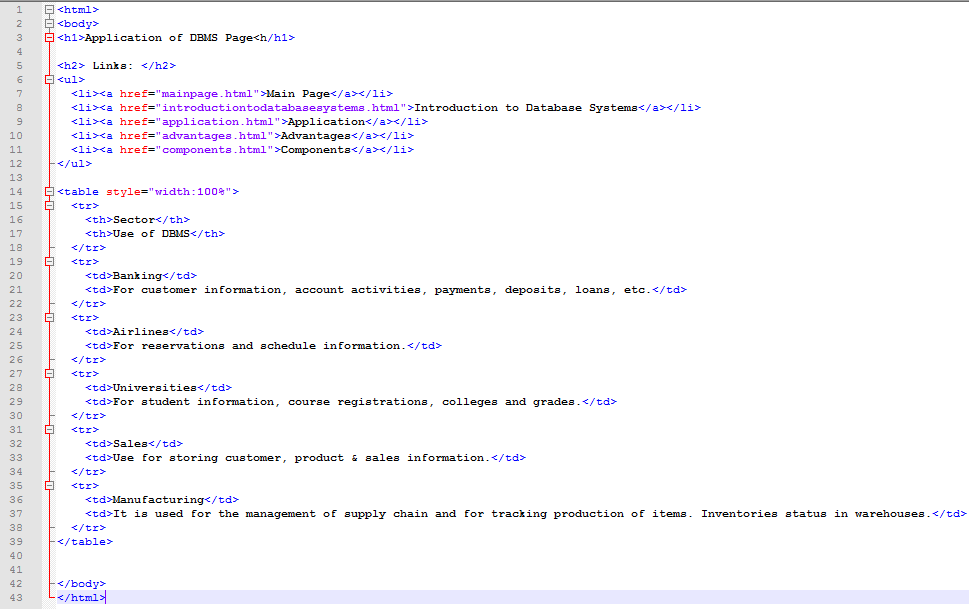 1 <html>
2 <body>
3 <h1>Application of DBMS Page<h/h1>
4
5 <h2> Links: </h2>
6 <ul>
7 <li><a href="mainpage.html">Main Page</a></li>
8 <li><a href="introductiontodatabasesystems.html">Introduction to Database Systems</a></li>
9 <li><a href="application.html">Application</a></li>
10 <li><a href="advantages.html">Advantages</a></li>
11 <li><a href="components.html">Components</a></li>
12 </ul>
13
14 <table style="width:100%">
15 <tr>
16 <th>Sector</th>
17 <th>Use of DBMS</th>
18 </tr>
19 <tr>
20 <td>Banking</td>
21 <td>For customer information, account activities, payments, deposits, loans, etc.</td>
22 </tr>
23 <tr>
24 <td>Airlines</td>
25 <td>For reservations and schedule information.</td>
26 </tr>
27 <tr>
28 <td>Universities</td>
29 <td>For student information, course registrations, colleges and grades.</td>
30 </tr>
31 <tr>
32 <td>Sales</td>
33 <td>Use for storing customer, product & sales information.</td>
34 </tr>
35 <tr>
36 <td>Manufacturing</td>
37 <td>It is used for the management of supply chain and for tracking production of items. Inventories status in warehouses.</td>
38 </tr>
39 </table>
40
41
42 </body>
43 </html>